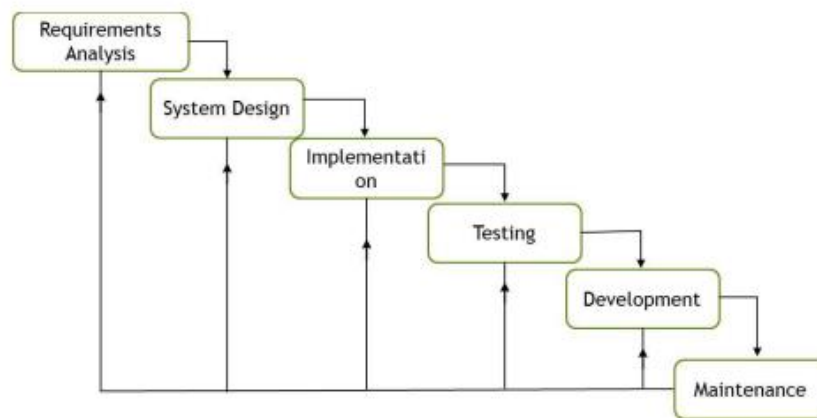 Requirements
Analysis
System Design
Implementati
on
Testing
Development
Maintenance